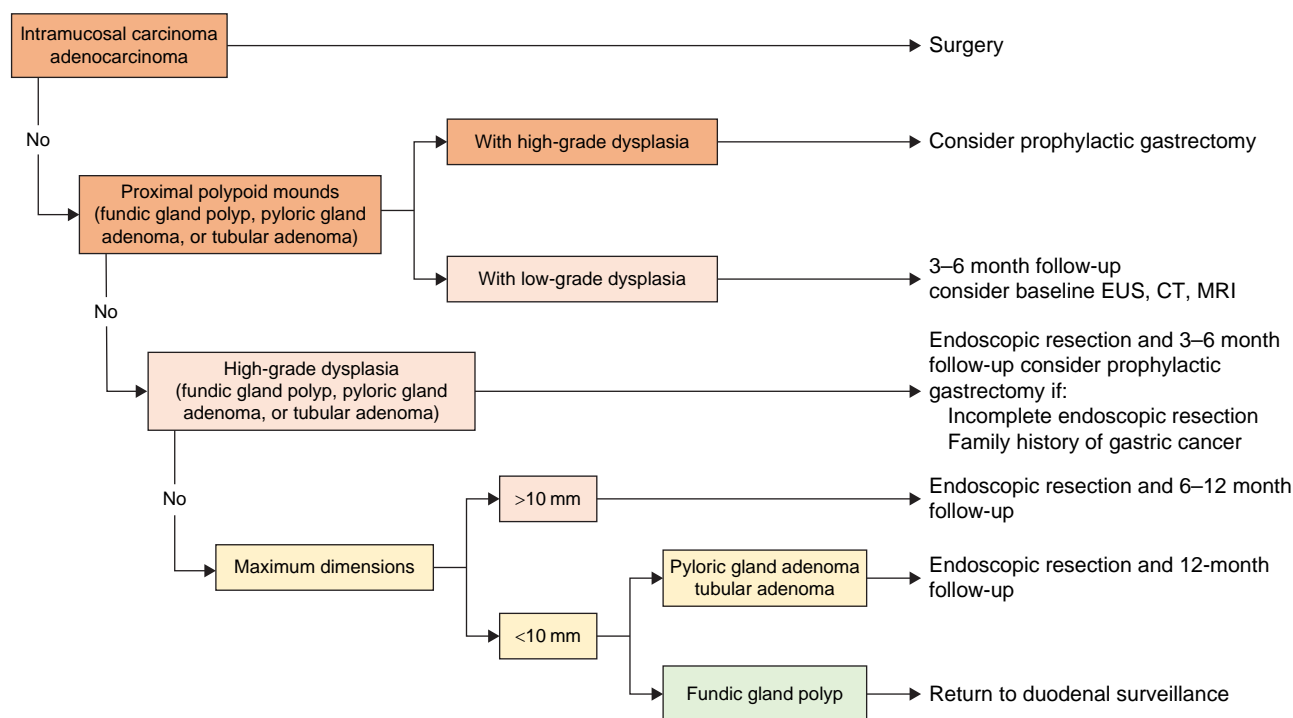 Intramucosal carcinoma
adenocarcinoma
Surgery
No
With high-grade dysplasia
Consider prophylactic gastrectomy
Proximal polypoid mounds
(fundic gland polyp, pyloric gland
adenoma, or tubular adenoma)
With low-grade dysplasia
3–6 month follow-up
consider baseline EUS, CT, MRI
No
High-grade dysplasia
(fundic gland polyp, pyloric gland
adenoma, or tubular adenoma)
Endoscopic resection and 3–6 month
follow-up consider prophylactic
gastrectomy if:
Incomplete endoscopic resection
Family history of gastric cancer
No
>10 mm
Endoscopic resection and 6–12 month
follow-up
Maximum dimensions
Pyloric gland adenoma
tubular adenoma
Endoscopic resection and 12-month
follow-up
<10 mm
Fundic gland polyp
Return to duodenal surveillance